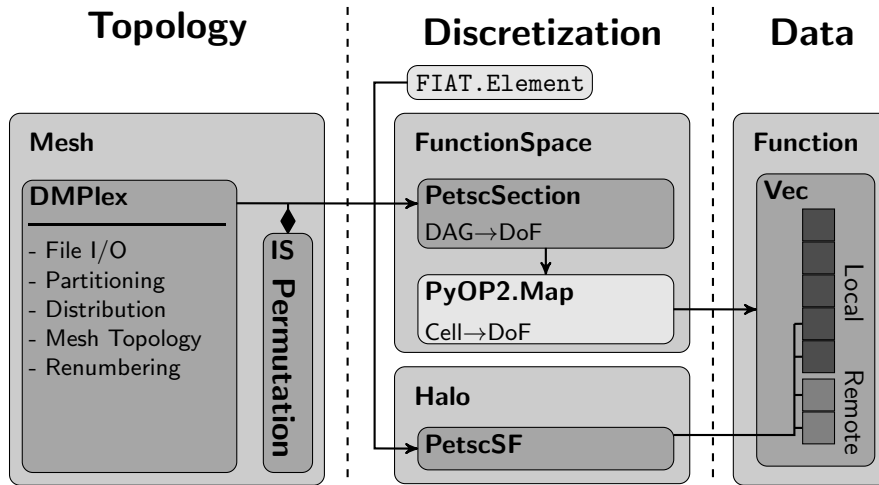 Topology
Discretization
Data
FIAT.Element
Mesh
DMPlex
- File I/O
- Partitioning
- Distribution
- Mesh Topology
- Renumbering
IS
Permutation
FunctionSpace
PetscSection
DAG→DoF
PyOP2.Map
Cell→DoF
Halo
PetscSF
Function
Vec
Local
Remote